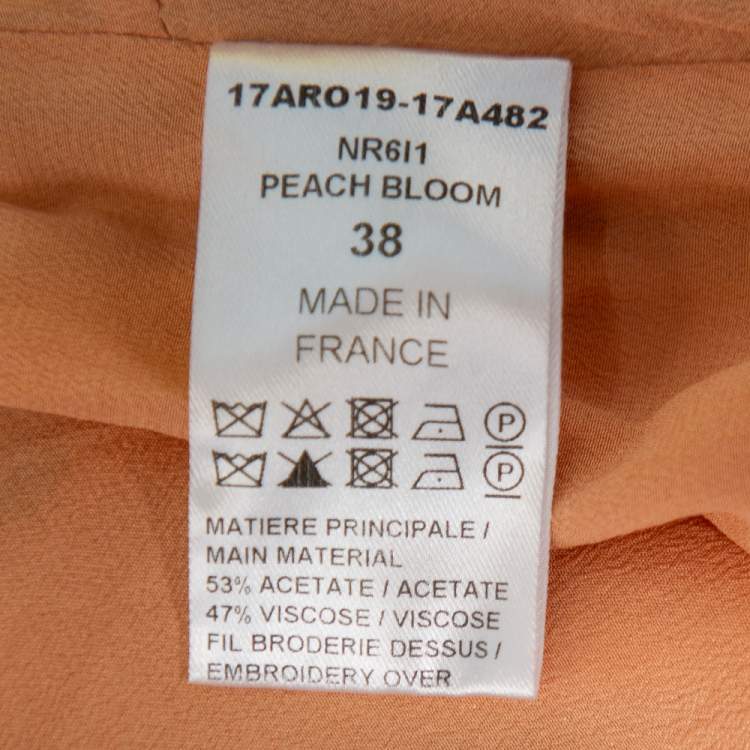 17ARO19-17A482
NR6I1
PEACH BLOOM
38
MADE IN
FRANCE
P
P
MATIERE PRINCIPALE /
MAIN MATERIAL
53% ACETATE / ACETATE
47% VISCOSE / VISCOSE
FIL BRODERIE DESSUS /
EMBROIDERY OVER